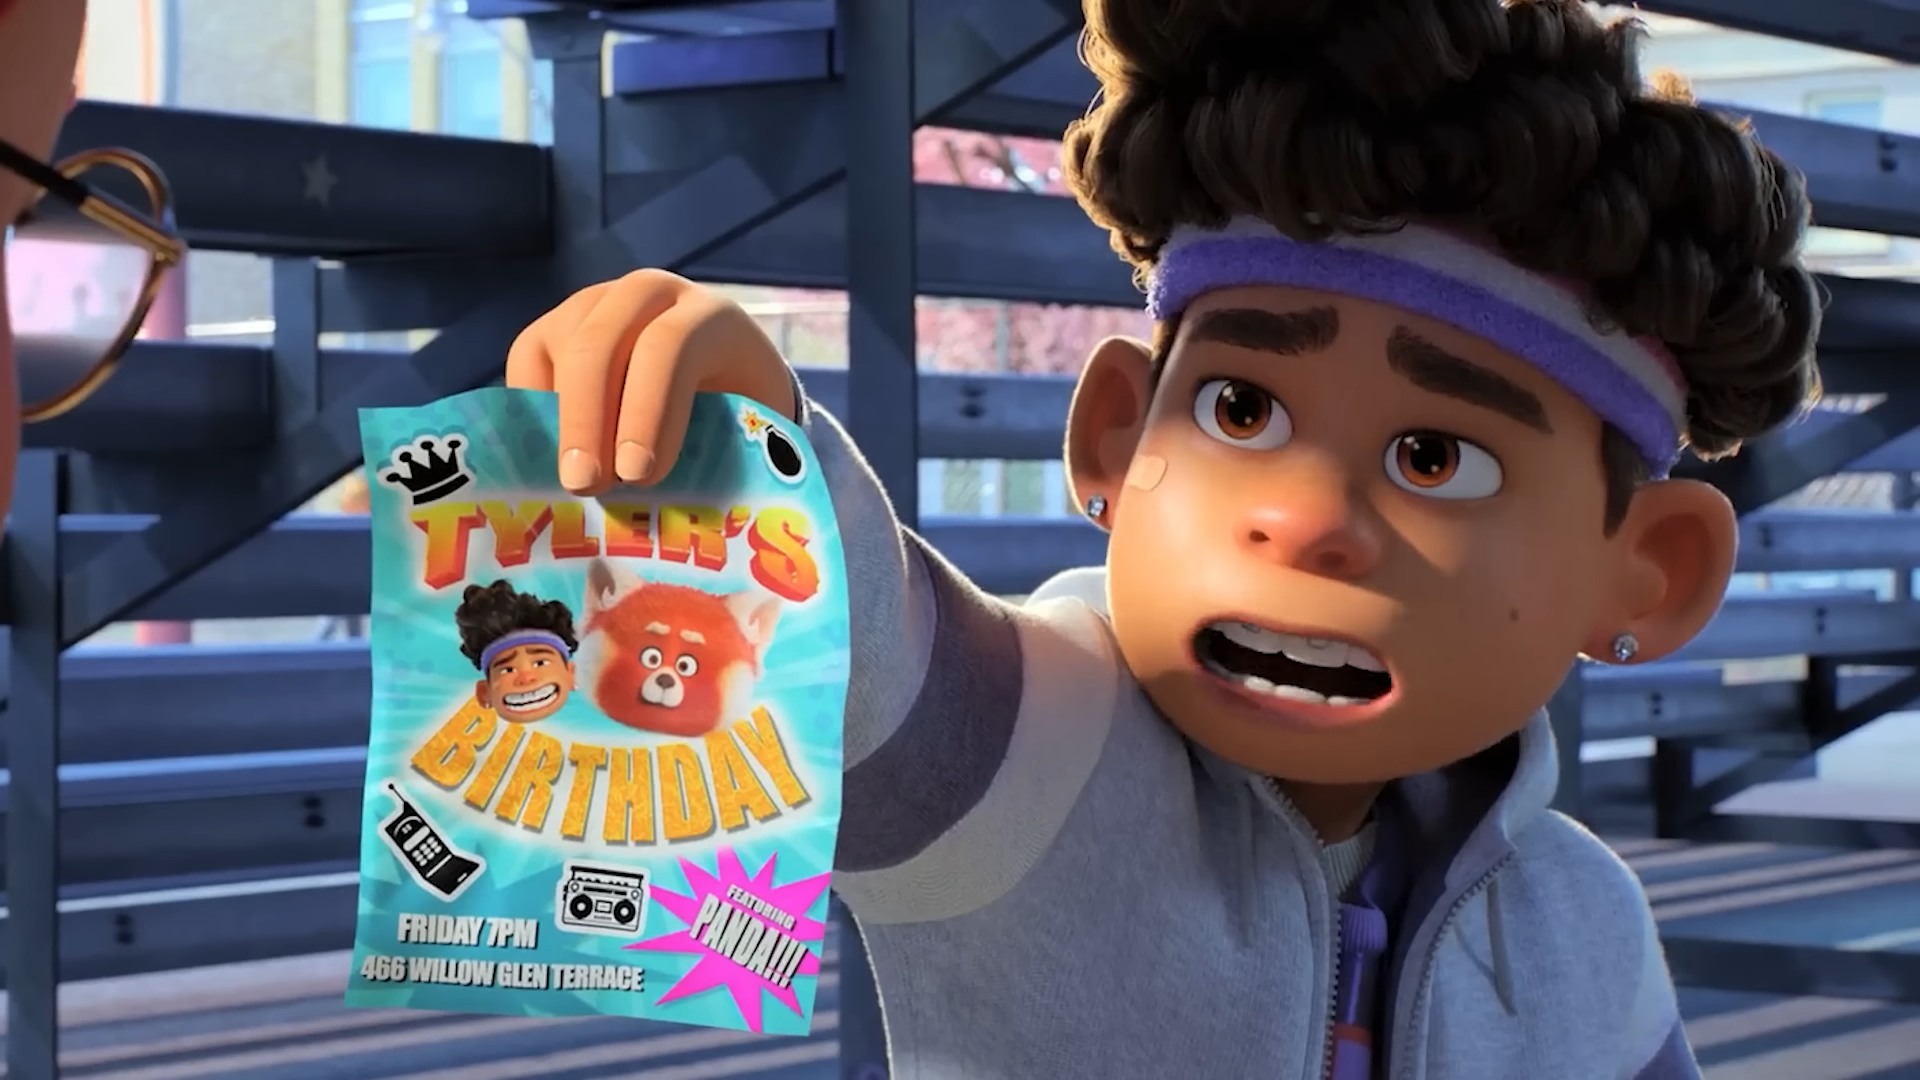 TYLER'S
BIRTHDAY
FRIDAY 7PM
466 WILLOW GLEN TERRACE
FEATURING
PANDA!!!